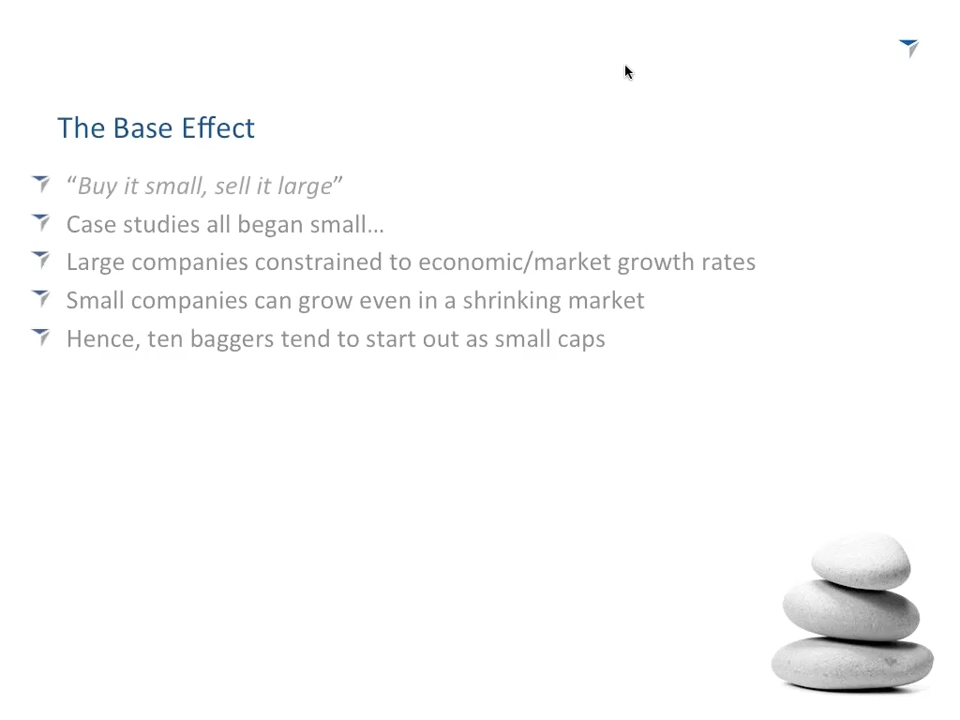 The Base Effect
“Buy it small, sell it large”
Case studies all began small…
Large companies constrained to economic/market growth rates
Small companies can grow even in a shrinking market
Hence, ten baggers tend to start out as small caps